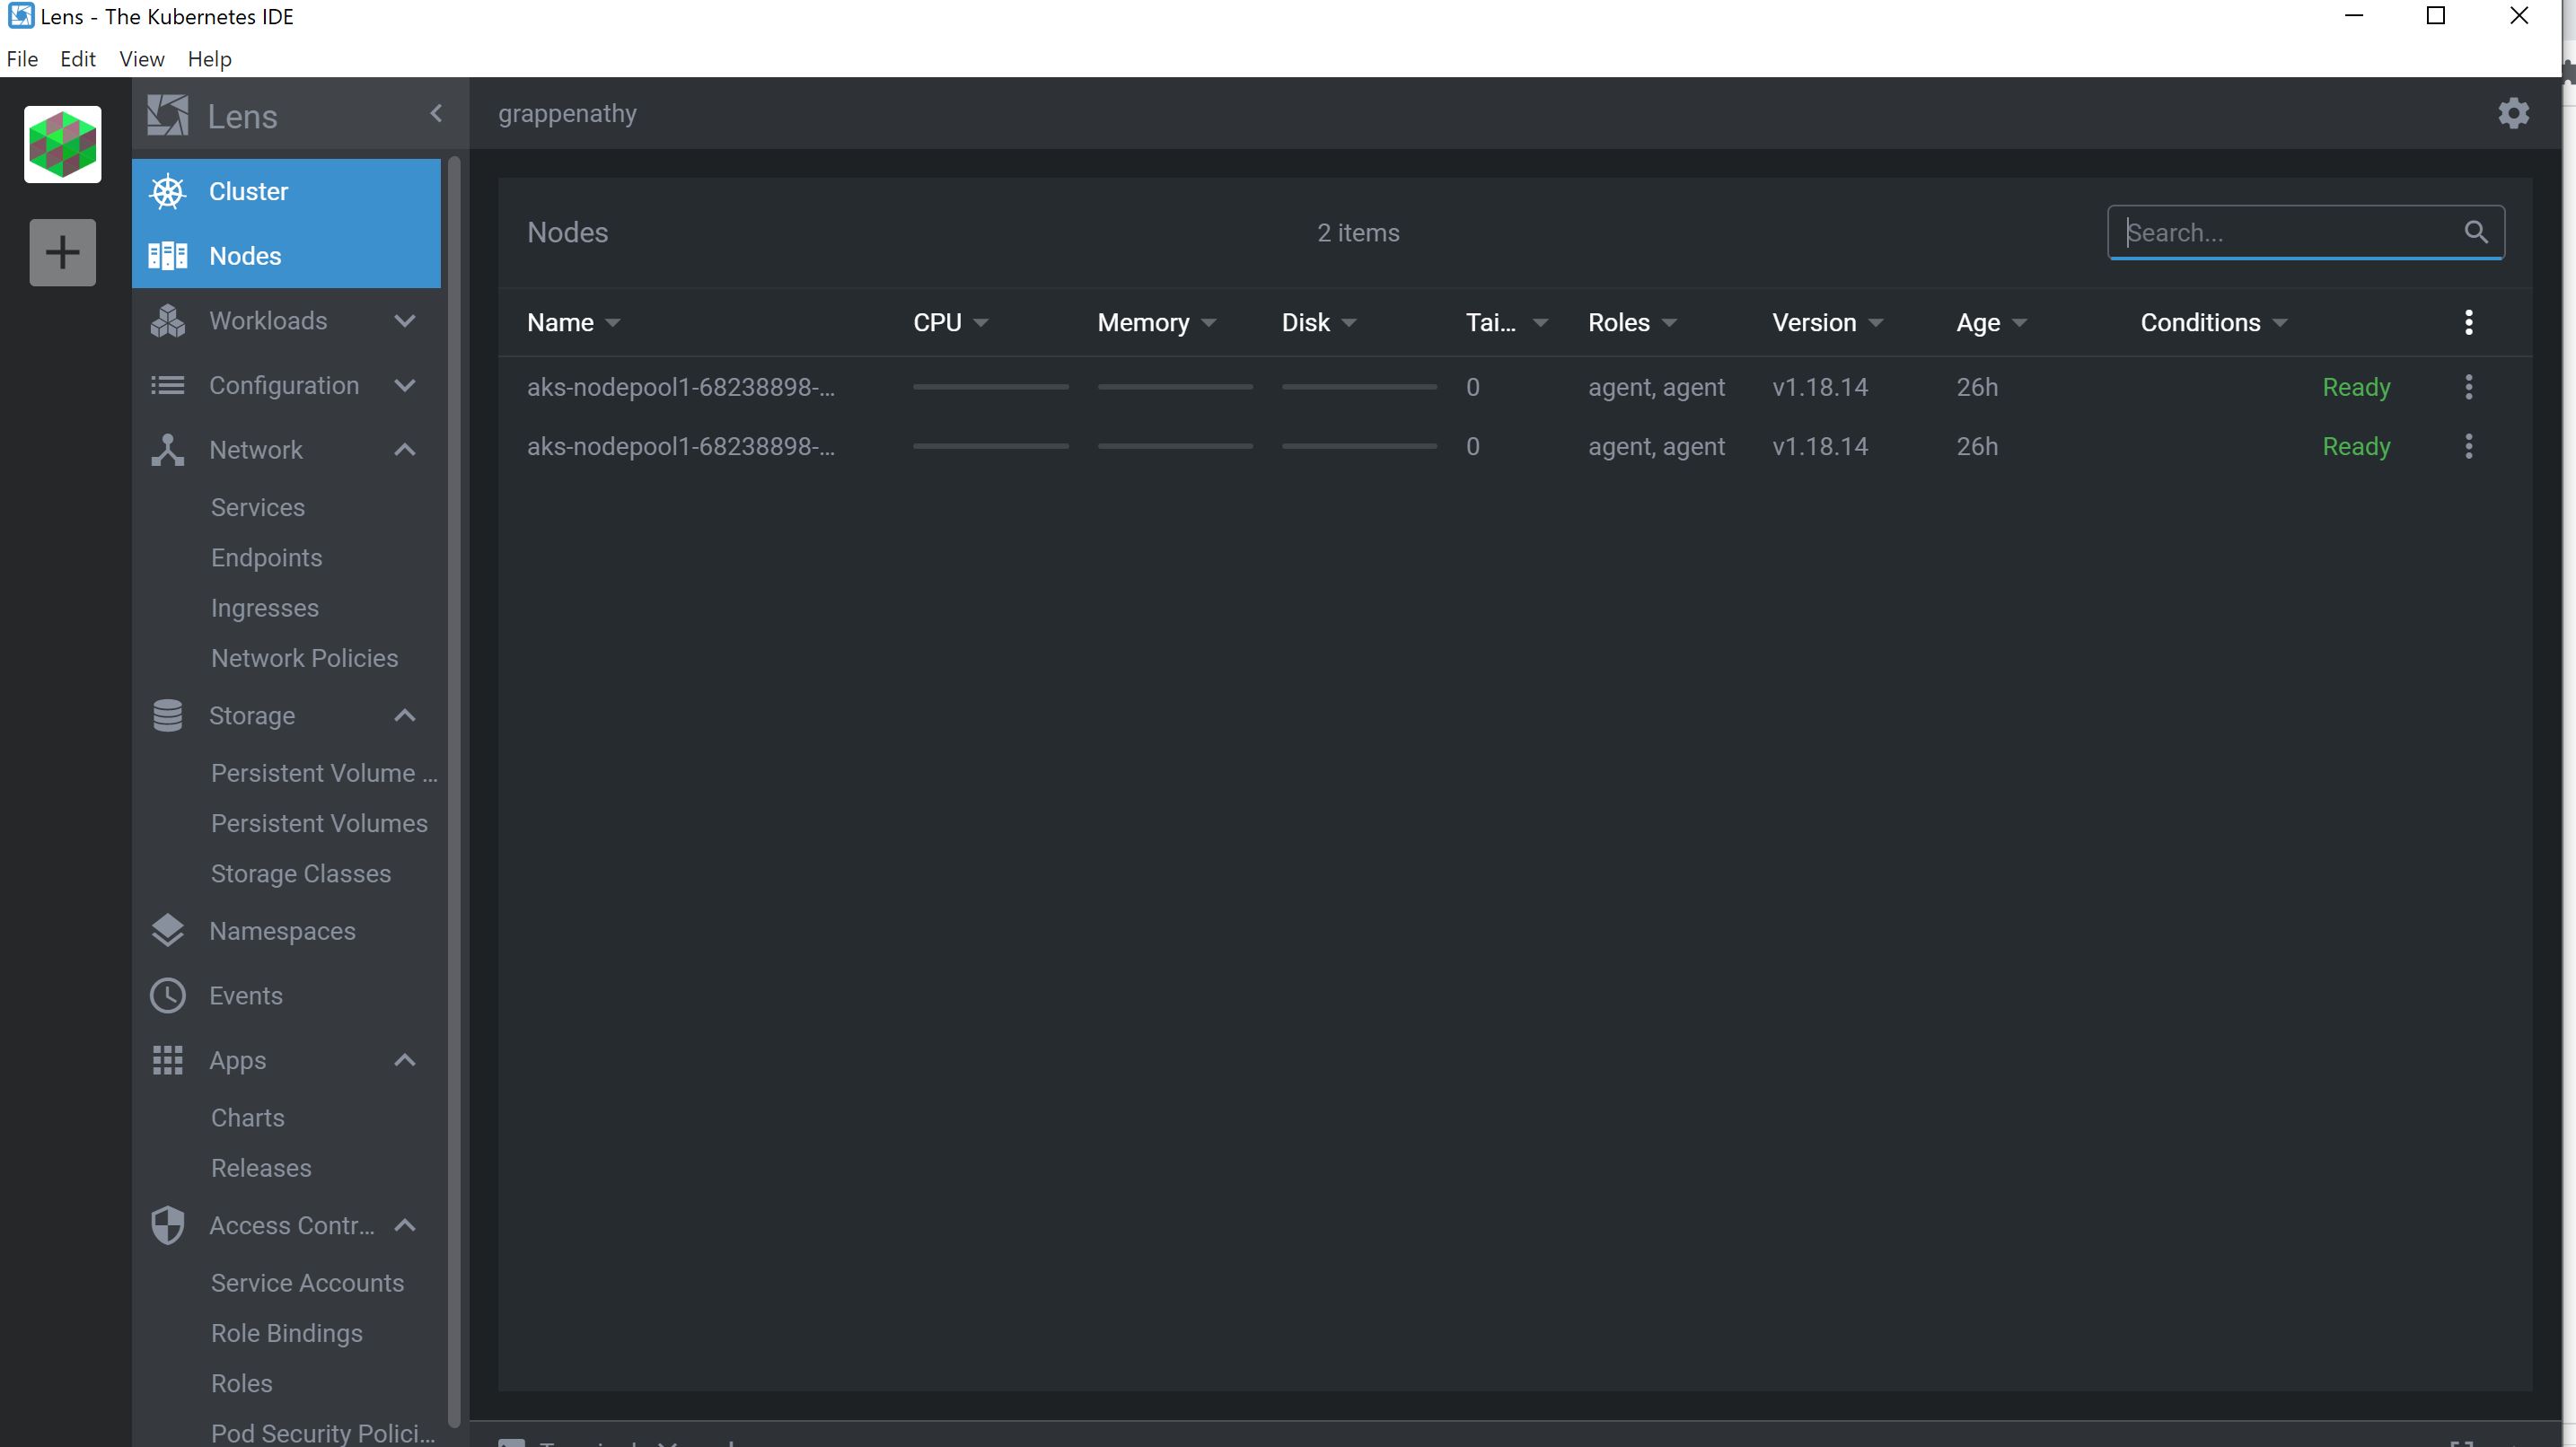 Lens - The Kubernetes IDE
File Edit View Help
Lens
grappenathy
Cluster
Nodes
Workloads
Configuration
Network
Services
Endpoints
Ingresses
Network Policies
Storage
Persistent Volume ...
Persistent Volumes
Storage Classes
Namespaces
Events
Apps
Charts
Releases
Access Contr...
Service Accounts
Role Bindings
Roles
Pod Security Polici...
Nodes 2 items Search...
Name CPU Memory Disk Tai... Roles Version Age Conditions
aks-nodepool1-68238898-... 0 agent, agent v1.18.14 26h Ready
aks-nodepool1-68238898-... 0 agent, agent v1.18.14 26h Ready
Terminal